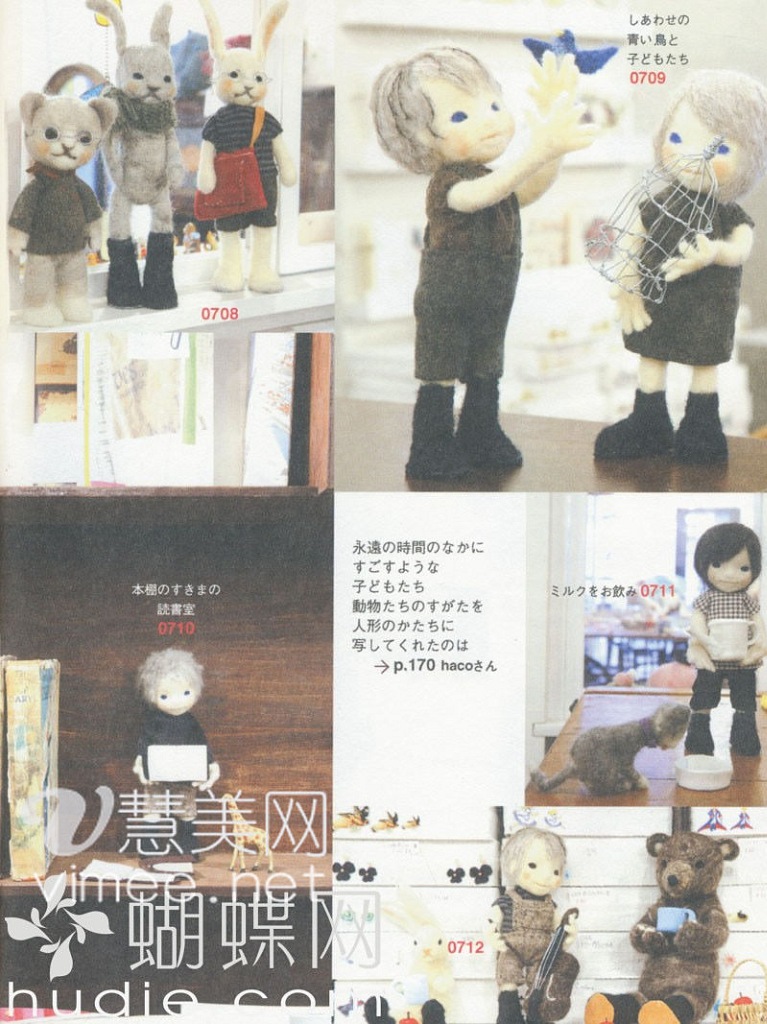 しあわせの
青い鳥と
子どもたち
0709
0708
本棚のすきまの
読書室
0710
永遠の時間のなかに
すごすような
子どもたち
動物たちのすがたを
人形のかたちに
写してくれたのは
→ p.170 hacoさん
ミルクをお飲み 0711
0712
慧美网
vimee.net
蝴蝶网
hudie.com